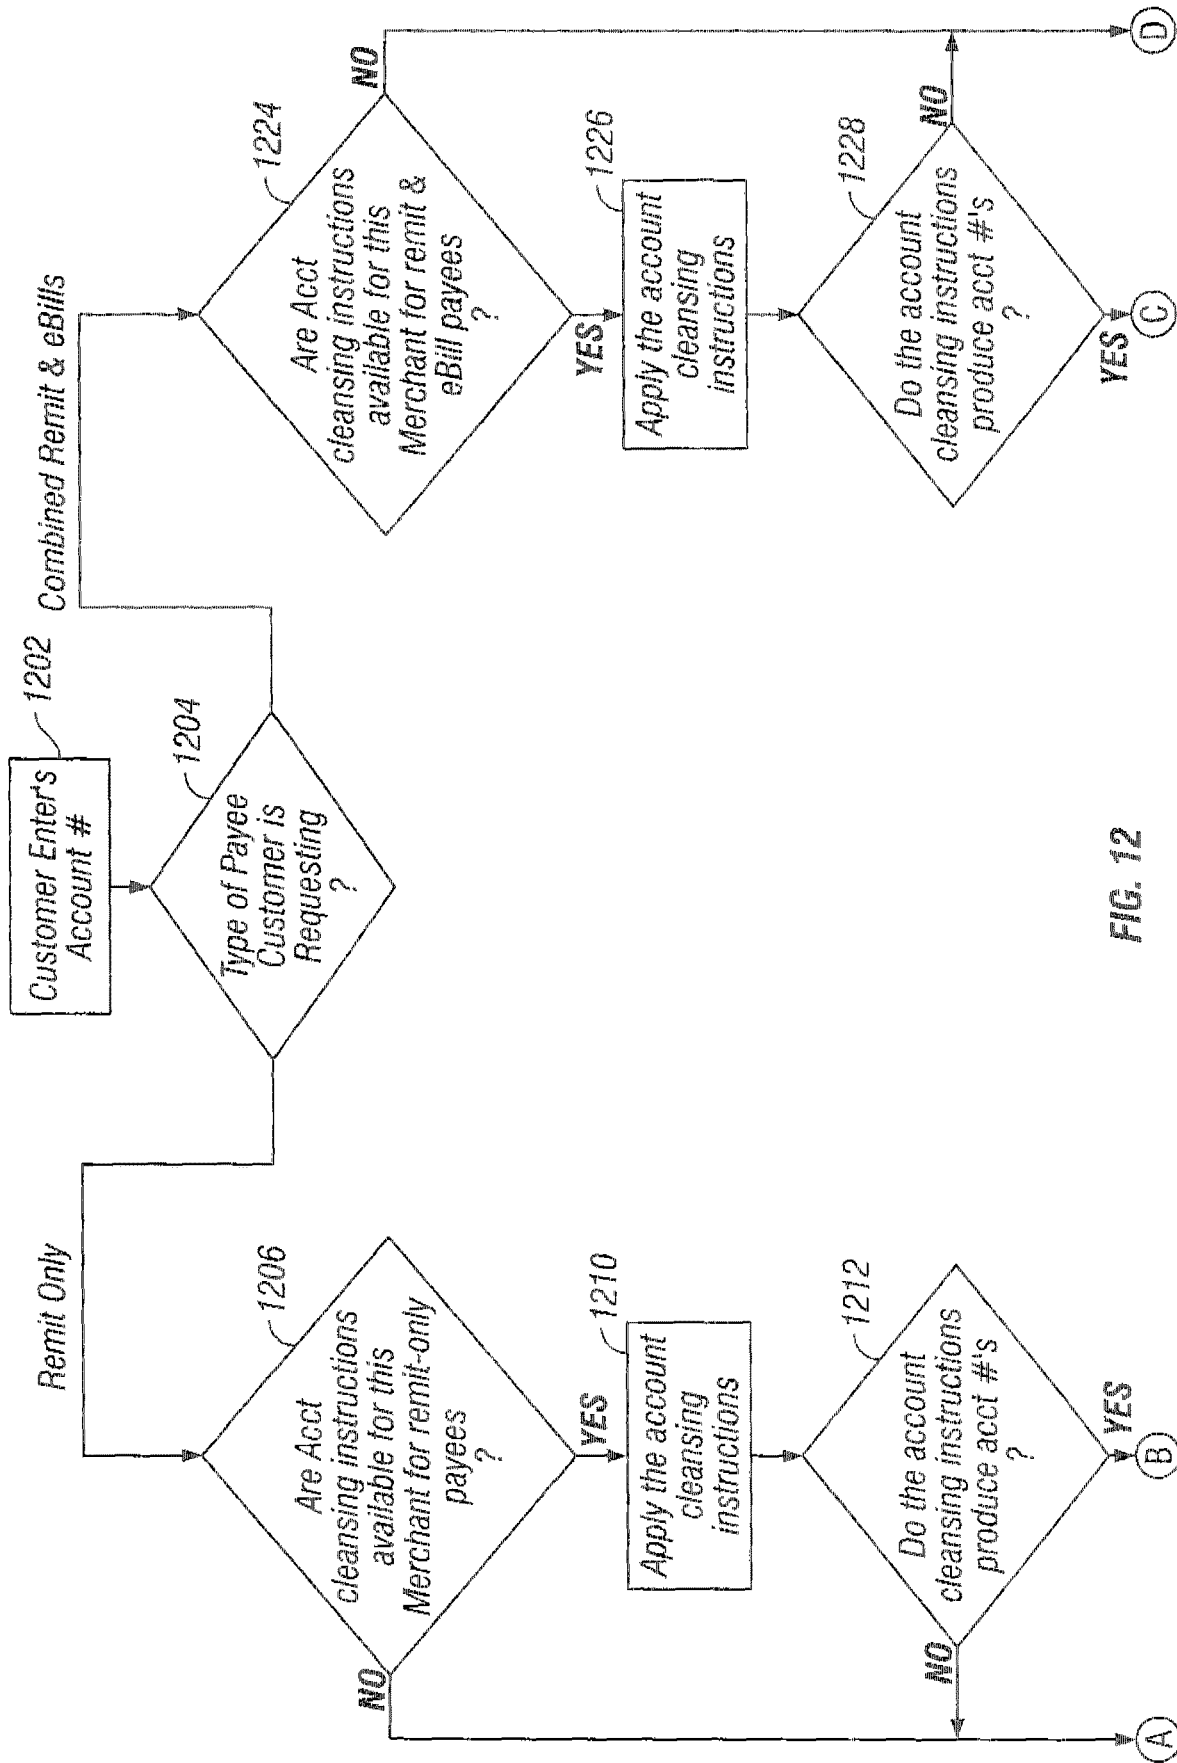 Customer Enter's
Account #
1202
Type of Payee
Customer is
Requesting
?
1204
Remit Only
Combined Remit & eBills
Are Acct
cleansing instructions
available for this
Merchant for remit-only
payees
?
1206
NO
YES
Apply the account
cleansing
instructions
1210
Do the account
cleansing instructions
produce acct #'s
?
1212
NO
YES
A
B
Are Acct
cleansing instructions
available for this
Merchant for remit &
eBill payees
?
1224
NO
YES
Apply the account
cleansing
instructions
1226
Do the account
cleansing instructions
produce acct #'s
?
1228
NO
YES
C
D
FIG. 12